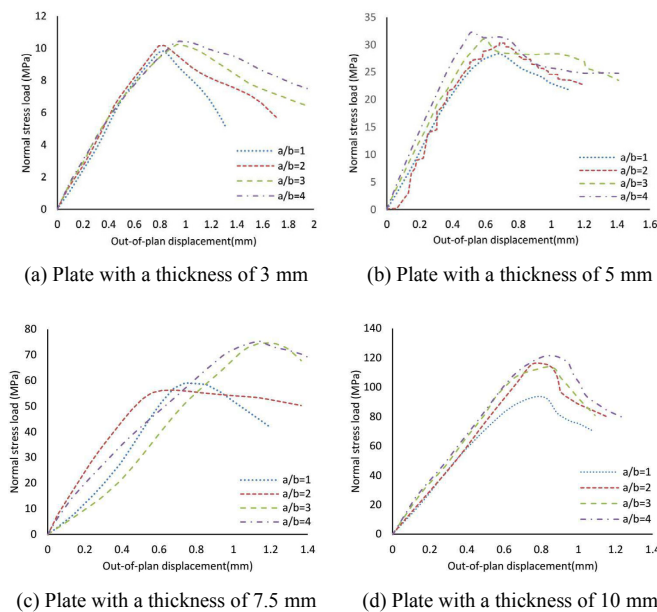 12
10
8
6
4
2
0
Normal stress load (MPa)
0 0.2 0.4 0.6 0.8 1 1.2 1.4 1.6 1.8 2
Out-of-plan displacement(mm)
a/b=1
a/b=2
a/b=3
a/b=4
(a) Plate with a thickness of 3 mm
35
30
25
20
15
10
5
0
Normal stress load (MPa)
0 0.2 0.4 0.6 0.8 1 1.2 1.4 1.6
Out-of-plan displacement(mm)
a/b=1
a/b=2
a/b=3
a/b=4
(b) Plate with a thickness of 5 mm
80
70
60
50
40
30
20
10
0
Normal stress load (MPa)
0 0.2 0.4 0.6 0.8 1 1.2 1.4
Out-of-plan displacement(mm)
a/b=1
a/b=2
a/b=3
a/b=4
(c) Plate with a thickness of 7.5 mm
140
120
100
80
60
40
20
0
Normal stress load (MPa)
0 0.2 0.4 0.6 0.8 1 1.2 1.4
Out-of-plan displacement(mm)
a/b=1
a/b=2
a/b=3
a/b=4
(d) Plate with a thickness of 10 mm